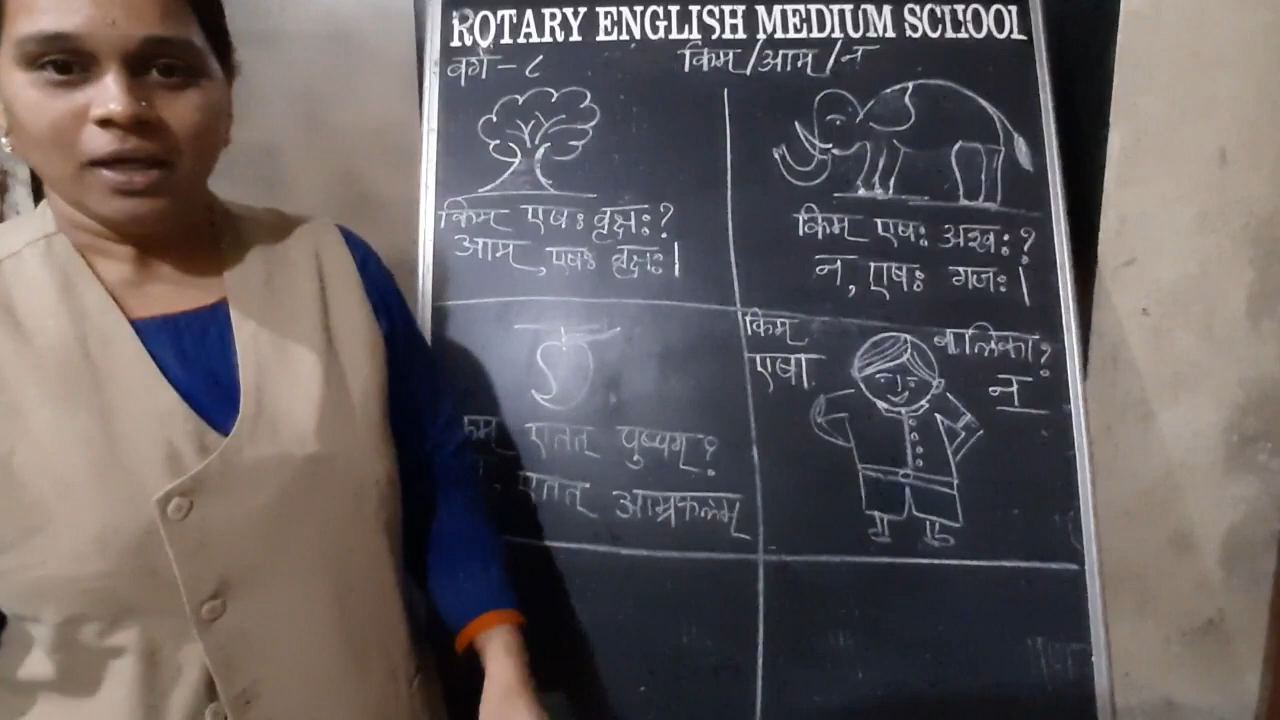 ROTARY ENGLISH MEDIUM SCHOOL
वर्ग - ८
किम्/आम्/न
किम् एषः वृक्षः?
आम्, एषः वृक्षः।
किम् एषः अश्वः?
न, एषः गजः।
एतत् पुष्पम्?
एतत् आम्रफलम्
किम् बालिका?
एषा न